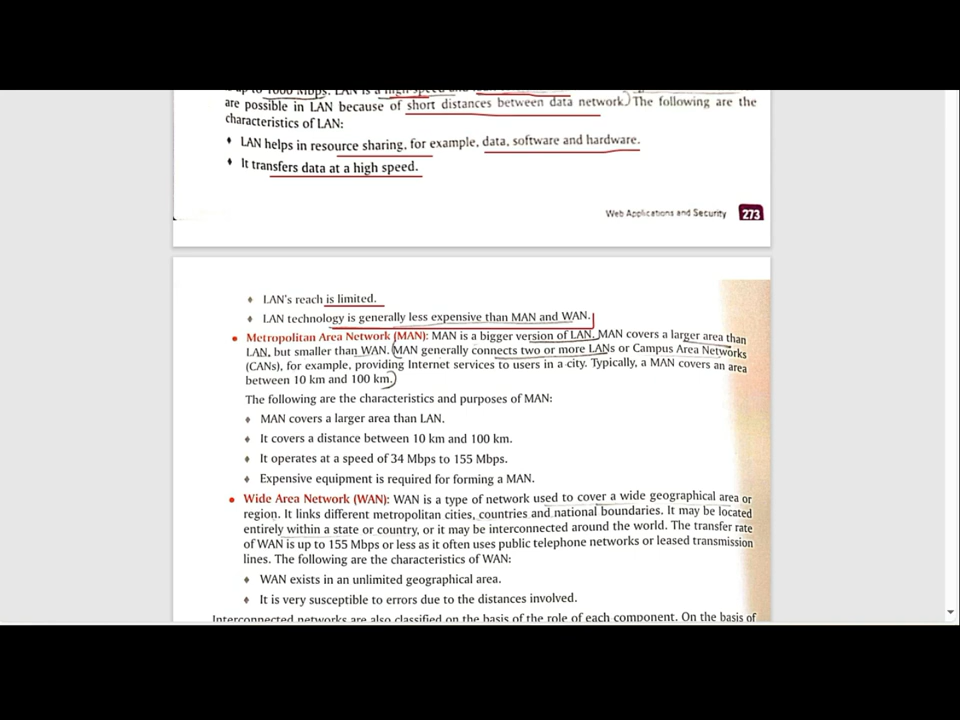 up to 1000 Mbps. LAN is a high speed and
are possible in LAN because of short distances between data network. The following are the
characteristics of LAN:
♦ LAN helps in resource sharing, for example, data, software and hardware.
♦ It transfers data at a high speed.
Web Applications and Security 273
♦ LAN's reach is limited.
♦ LAN technology is generally less expensive than MAN and WAN.
• Metropolitan Area Network (MAN): MAN is a bigger version of LAN. MAN covers a larger area than
LAN, but smaller than WAN. MAN generally connects two or more LANs or Campus Area Networks
(CANs), for example, providing Internet services to users in a city. Typically, a MAN covers an area
between 10 km and 100 km.
The following are the characteristics and purposes of MAN:
♦ MAN covers a larger area than LAN.
♦ It covers a distance between 10 km and 100 km.
♦ It operates at a speed of 34 Mbps to 155 Mbps.
♦ Expensive equipment is required for forming a MAN.
• Wide Area Network (WAN): WAN is a type of network used to cover a wide geographical area or
region. It links different metropolitan cities, countries and national boundaries. It may be located
entirely within a state or country, or it may be interconnected around the world. The transfer rate
of WAN is up to 155 Mbps or less as it often uses public telephone networks or leased transmission
lines. The following are the characteristics of WAN:
♦ WAN exists in an unlimited geographical area.
♦ It is very susceptible to errors due to the distances involved.
Interconnected networks are also classified on the basis of the role of each component. On the basis of